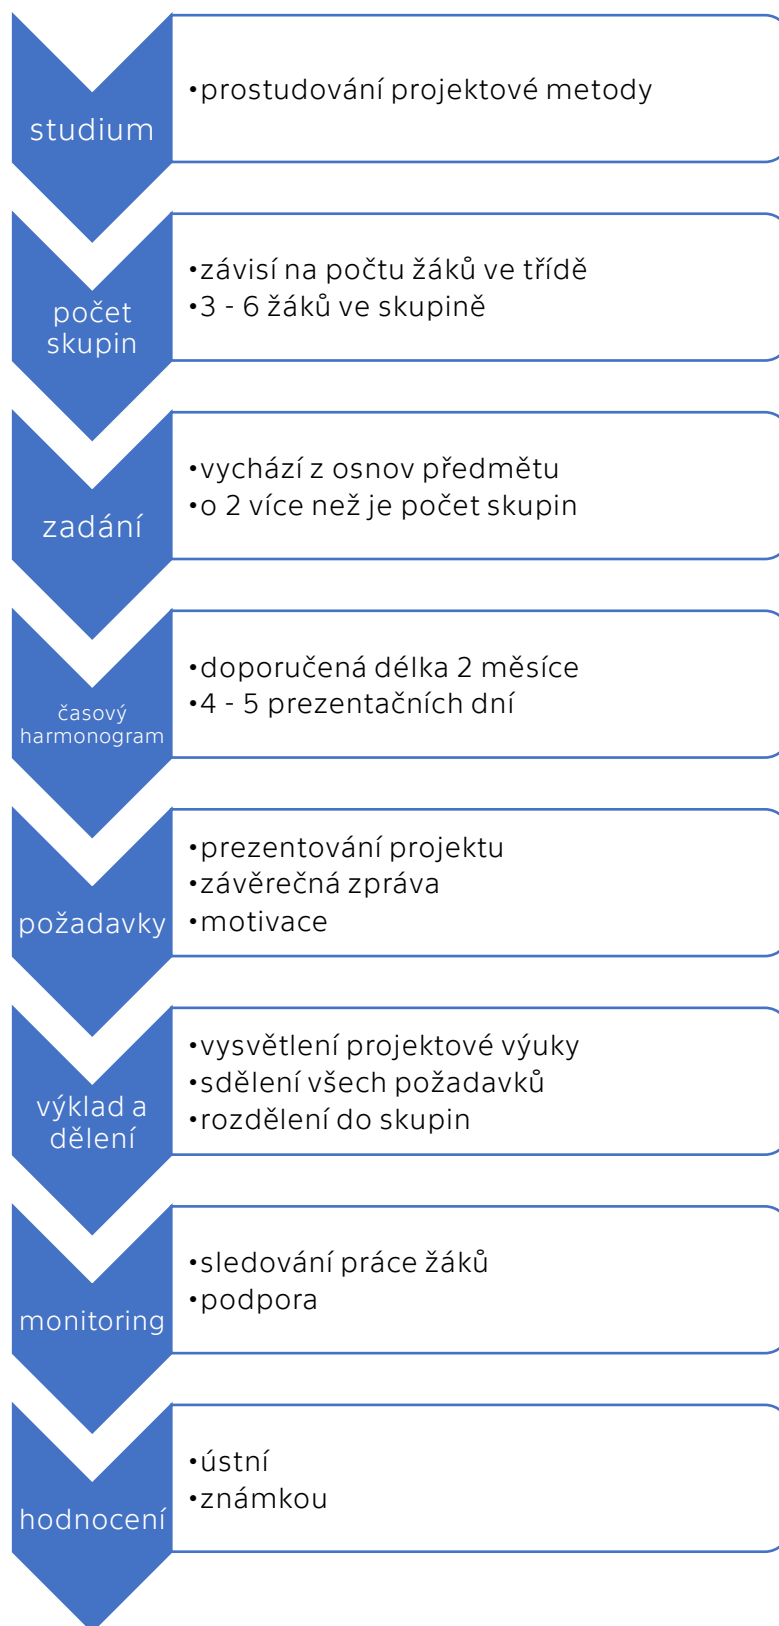 studium
•prostudování projektové metody
počet
skupin
•závisí na počtu žáků ve třídě
•3 - 6 žáků ve skupině
zadání
•vychází z osnov předmětu
•o 2 více než je počet skupin
časový
harmonogram
•doporučená délka 2 měsíce
•4 - 5 prezentačních dní
požadavky
•prezentování projektu
•závěrečná zpráva
•motivace
výklad a
dělení
•vysvětlení projektové výuky
•sdělení všech požadavků
•rozdělení do skupin
monitoring
•sledování práce žáků
•podpora
hodnocení
•ústní
•známkou